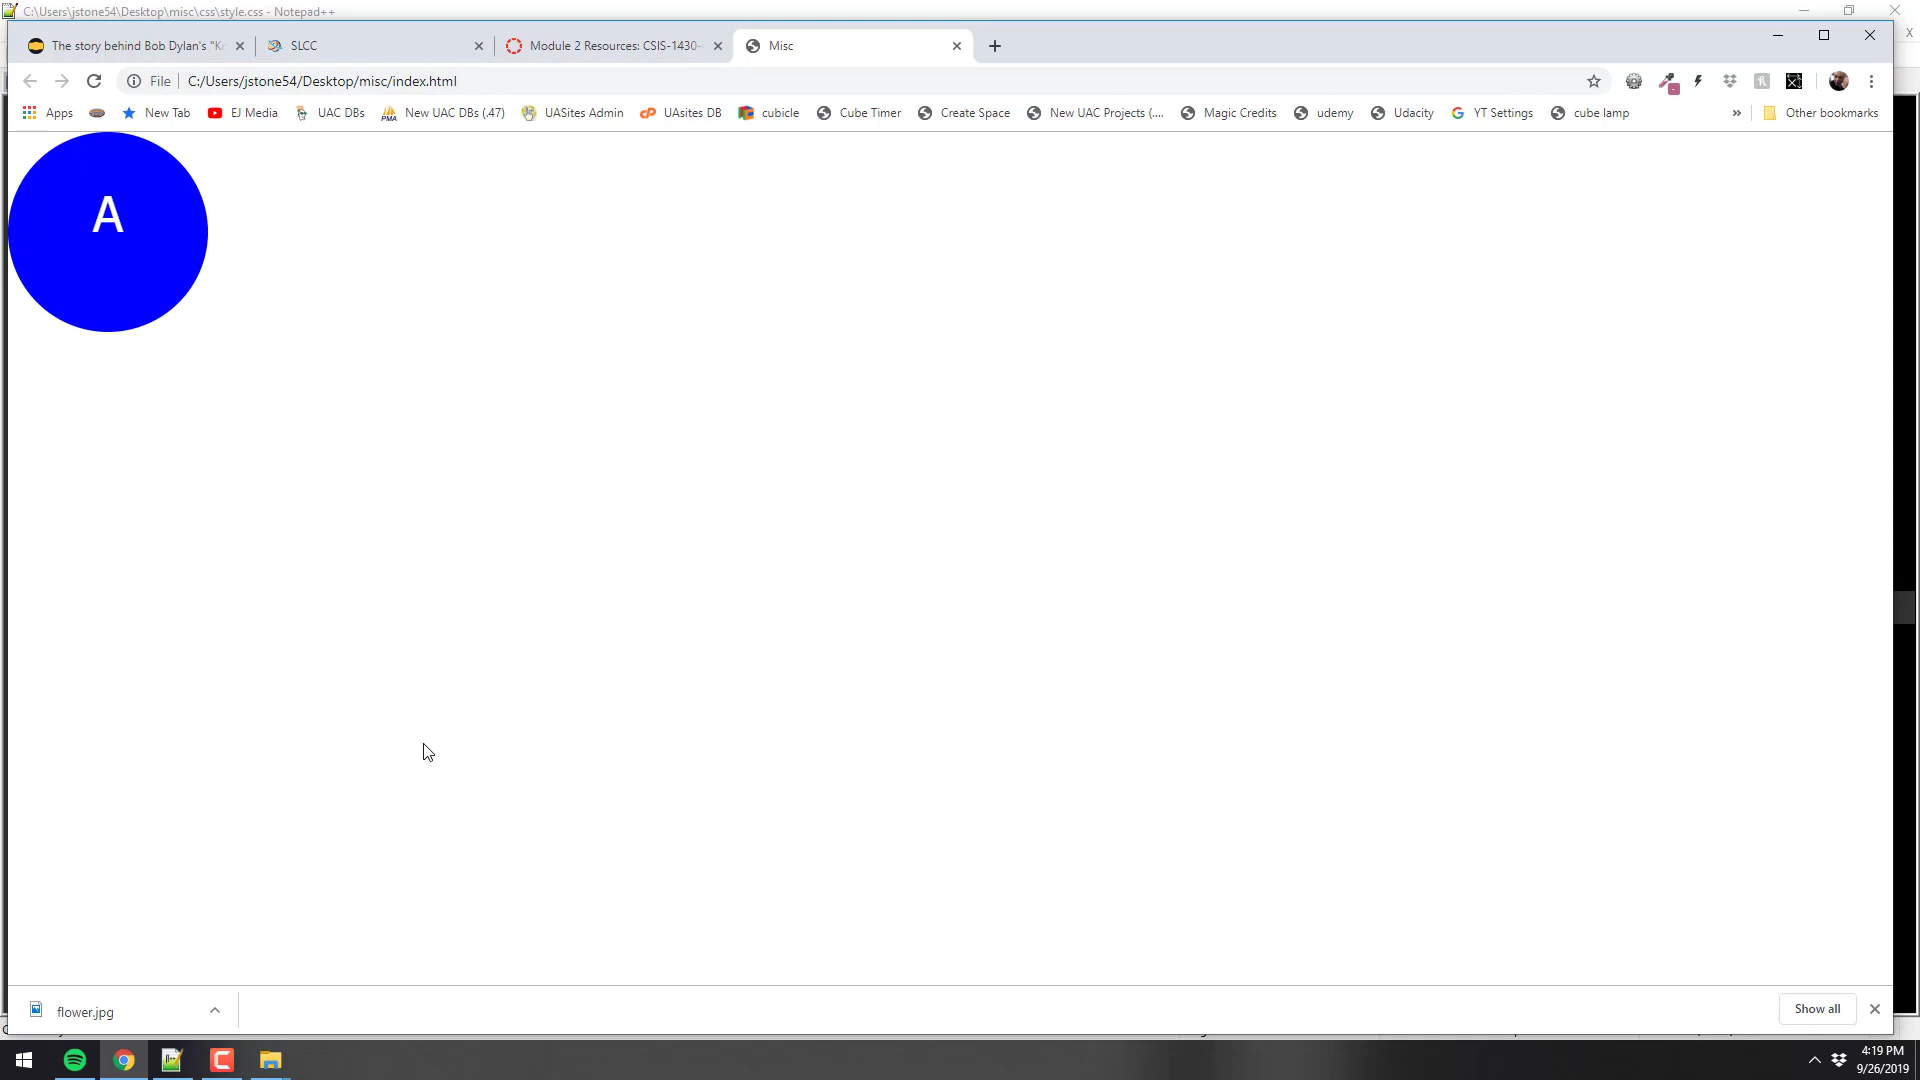 C:\Users\jstone54\Desktop\misc\css\style.css - Notepad++
The story behind Bob Dylan's "Kn
SLCC
Module 2 Resources: CSIS-1430-
Misc
File
C:/Users/jstone54/Desktop/misc/index.html
Apps
New Tab
EJ Media
UAC DBs
New UAC DBs (.47)
UASites Admin
UAsites DB
cubicle
Cube Timer
Create Space
New UAC Projects (....
Magic Credits
udemy
Udacity
YT Settings
cube lamp
»
Other bookmarks
A
flower.jpg
Show all
4:19 PM
9/26/2019